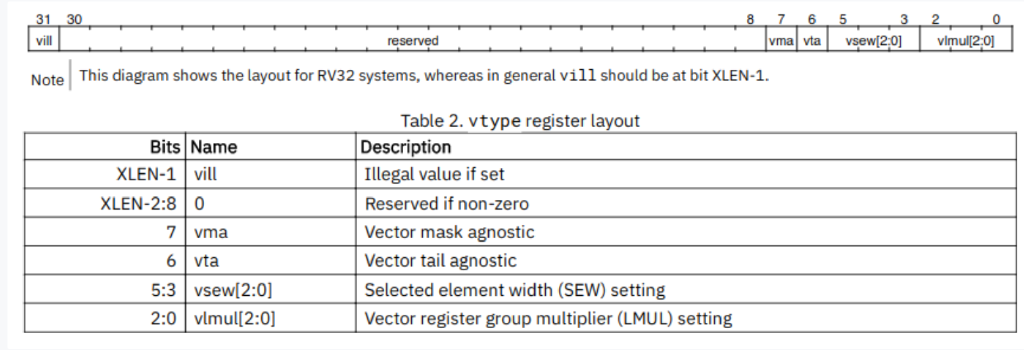 31 30 8 7 6 5 3 2 0
vill reserved vma vta vsew[2:0] vlmul[2:0]
Note This diagram shows the layout for RV32 systems, whereas in general vill should be at bit XLEN-1.
Table 2. vtype register layout
Bits Name Description
XLEN-1 vill Illegal value if set
XLEN-2:8 0 Reserved if non-zero
7 vma Vector mask agnostic
6 vta Vector tail agnostic
5:3 vsew[2:0] Selected element width (SEW) setting
2:0 vlmul[2:0] Vector register group multiplier (LMUL) setting